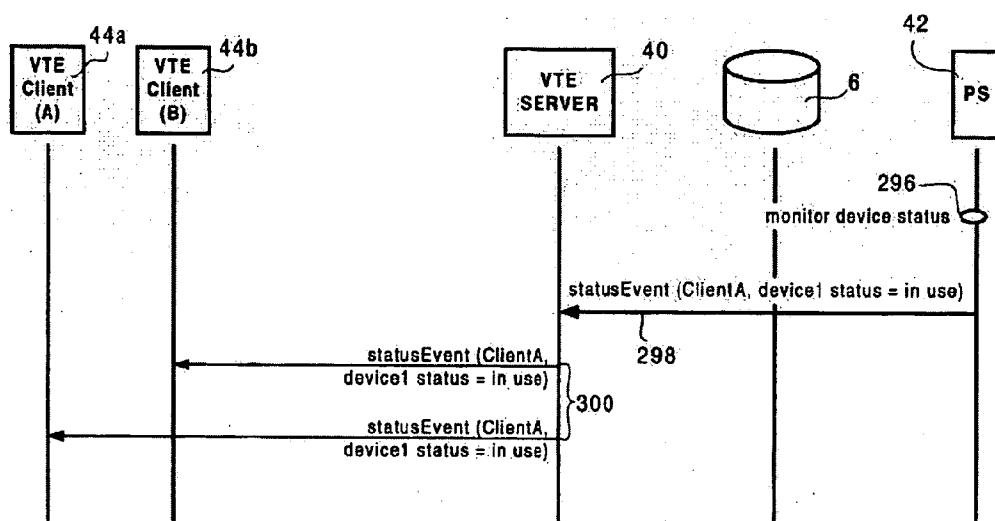 44a
VTE
Client
(A)
44b
VTE
Client
(B)
40
VTE
SERVER
6
42
PS
296
monitor device status
statusEvent (ClientA, device1 status = in use)
298
statusEvent (ClientA,
device1 status = in use)
300
statusEvent (ClientA,
device1 status = in use)